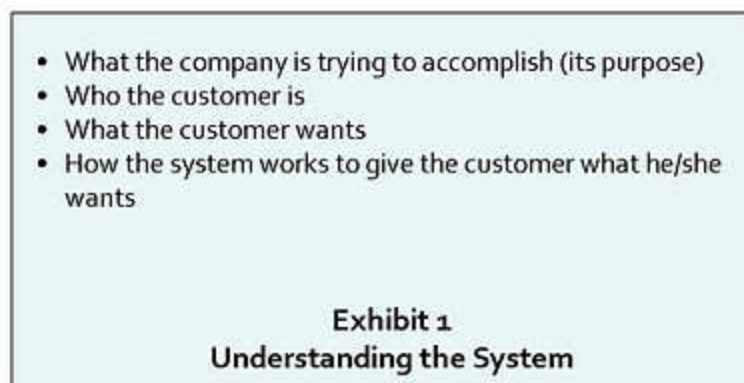 • What the company is trying to accomplish (its purpose)
• Who the customer is
• What the customer wants
• How the system works to give the customer what he/she
wants
Exhibit 1
Understanding the System